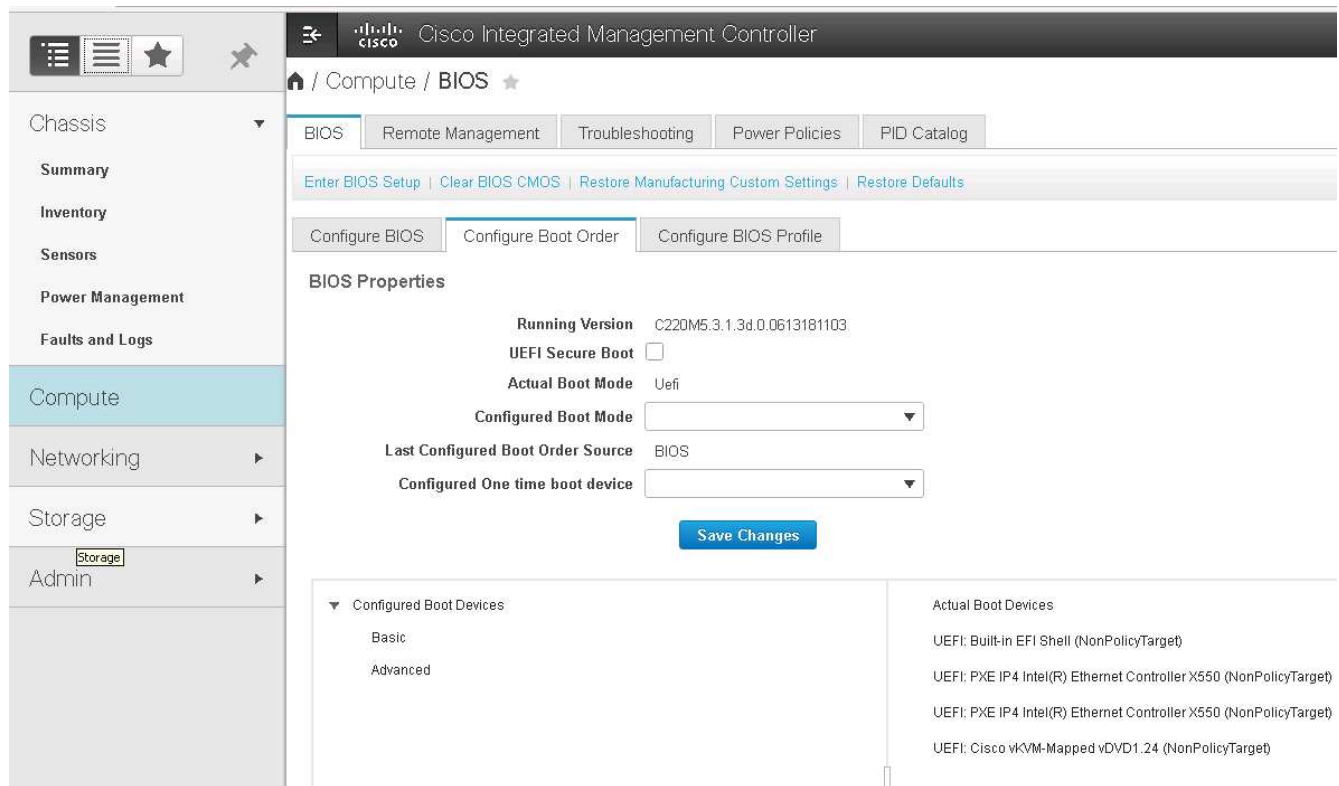 cisco Cisco Integrated Management Controller
/ Compute / BIOS
Chassis
Summary
Inventory
Sensors
Power Management
Faults and Logs
Compute
Networking
Storage
Storage
Admin
BIOS Remote Management Troubleshooting Power Policies PID Catalog
Enter BIOS Setup | Clear BIOS CMOS | Restore Manufacturing Custom Settings | Restore Defaults
Configure BIOS Configure Boot Order Configure BIOS Profile
BIOS Properties
Running Version C220M5.3.1.3d.0.0613181103
UEFI Secure Boot
Actual Boot Mode Uefi
Configured Boot Mode
Last Configured Boot Order Source BIOS
Configured One time boot device
Save Changes
Configured Boot Devices
Basic
Advanced
Actual Boot Devices
UEFI: Built-in EFI Shell (NonPolicyTarget)
UEFI: PXE IP4 Intel(R) Ethernet Controller X550 (NonPolicyTarget)
UEFI: PXE IP4 Intel(R) Ethernet Controller X550 (NonPolicyTarget)
UEFI: Cisco vKVM-Mapped vDVD1.24 (NonPolicyTarget)